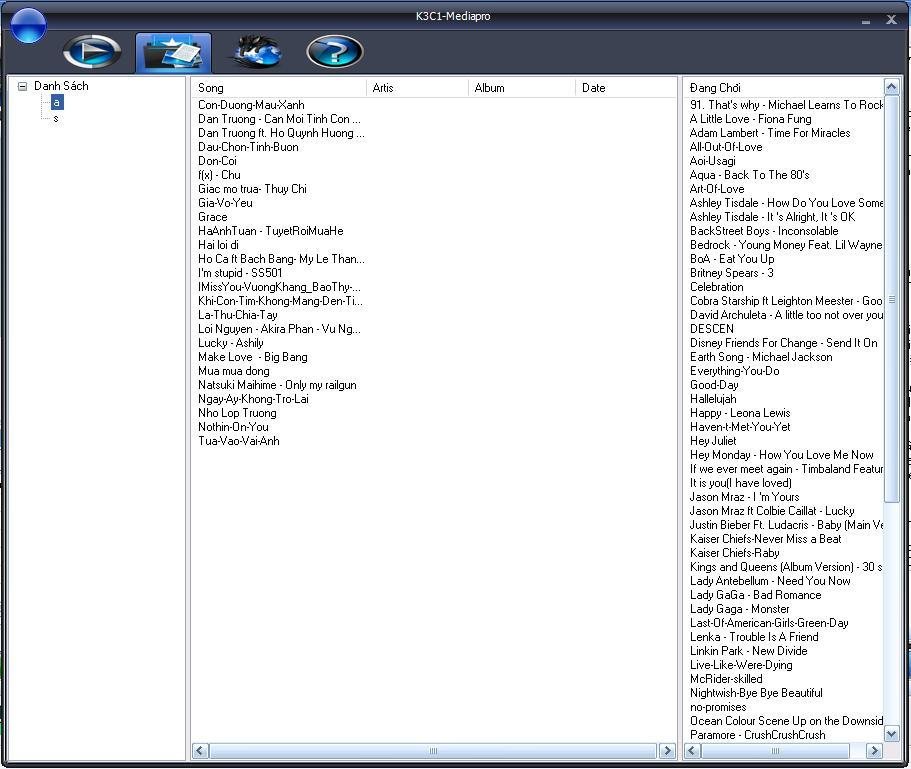 K3C1-Mediapro
Danh Sách
a
s
Song Artis Album Date
Con-Duong-Mau-Xanh
Dan Truong - Can Moi Tinh Con ...
Dan Truong ft. Ho Quynh Huong ...
Dau-Chon-Tinh-Buon
Don-Coi
f(x) - Chu
Giac mo trua- Thuy Chi
Gia-Vo-Yeu
Grace
HaAnhTuan - TuyetRoiMuaHe
Hai loi di
Ho Ca ft Bach Bang- My Le Than...
I'm stupid - SS501
IMissYou-VuongKhang_BaoThy-...
Khi-Con-Tim-Khong-Mang-Den-Ti...
La-Thu-Chia-Tay
Loi Nguyen - Akira Phan - Vu Ng...
Lucky - Ashily
Make Love - Big Bang
Mua mua dong
Natsuki Maihime - Only my railgun
Ngay-Ay-Khong-Tro-Lai
Nho Lop Truong
Nothin-On-You
Tua-Vao-Vai-Anh
Đang Chơi
91. That's why - Michael Learns To Rock
A Little Love - Fiona Fung
Adam Lambert - Time For Miracles
All-Out-Of-Love
Aoi-Usagi
Aqua - Back To The 80's
Art-Of-Love
Ashley Tisdale - How Do You Love Some
Ashley Tisdale - It 's Alright, It 's OK
BackStreet Boys - Inconsolable
Bedrock - Young Money Feat. Lil Wayne
BoA - Eat You Up
Britney Spears - 3
Celebration
Cobra Starship ft Leighton Meester - Goo
David Archuleta - A little too not over you
DESCEN
Disney Friends For Change - Send It On
Earth Song - Michael Jackson
Everything-You-Do
Good-Day
Hallelujah
Happy - Leona Lewis
Haven-t-Met-You-Yet
Hey Juliet
Hey Monday - How You Love Me Now
If we ever meet again - Timbaland Featur
It is you(I have loved)
Jason Mraz - I 'm Yours
Jason Mraz ft Colbie Caillat - Lucky
Justin Bieber Ft. Ludacris - Baby (Main Ve
Kaiser Chiefs-Never Miss a Beat
Kaiser Chiefs-Raby
Kings and Queens (Album Version) - 30 s
Lady Antebellum - Need You Now
Lady GaGa - Bad Romance
Lady Gaga - Monster
Last-Of-American-Girls-Green-Day
Lenka - Trouble Is A Friend
Linkin Park - New Divide
Live-Like-Were-Dying
McRider-skilled
Nightwish-Bye Bye Beautiful
no-promises
Ocean Colour Scene Up on the Downsid
Paramore - CrushCrushCrush